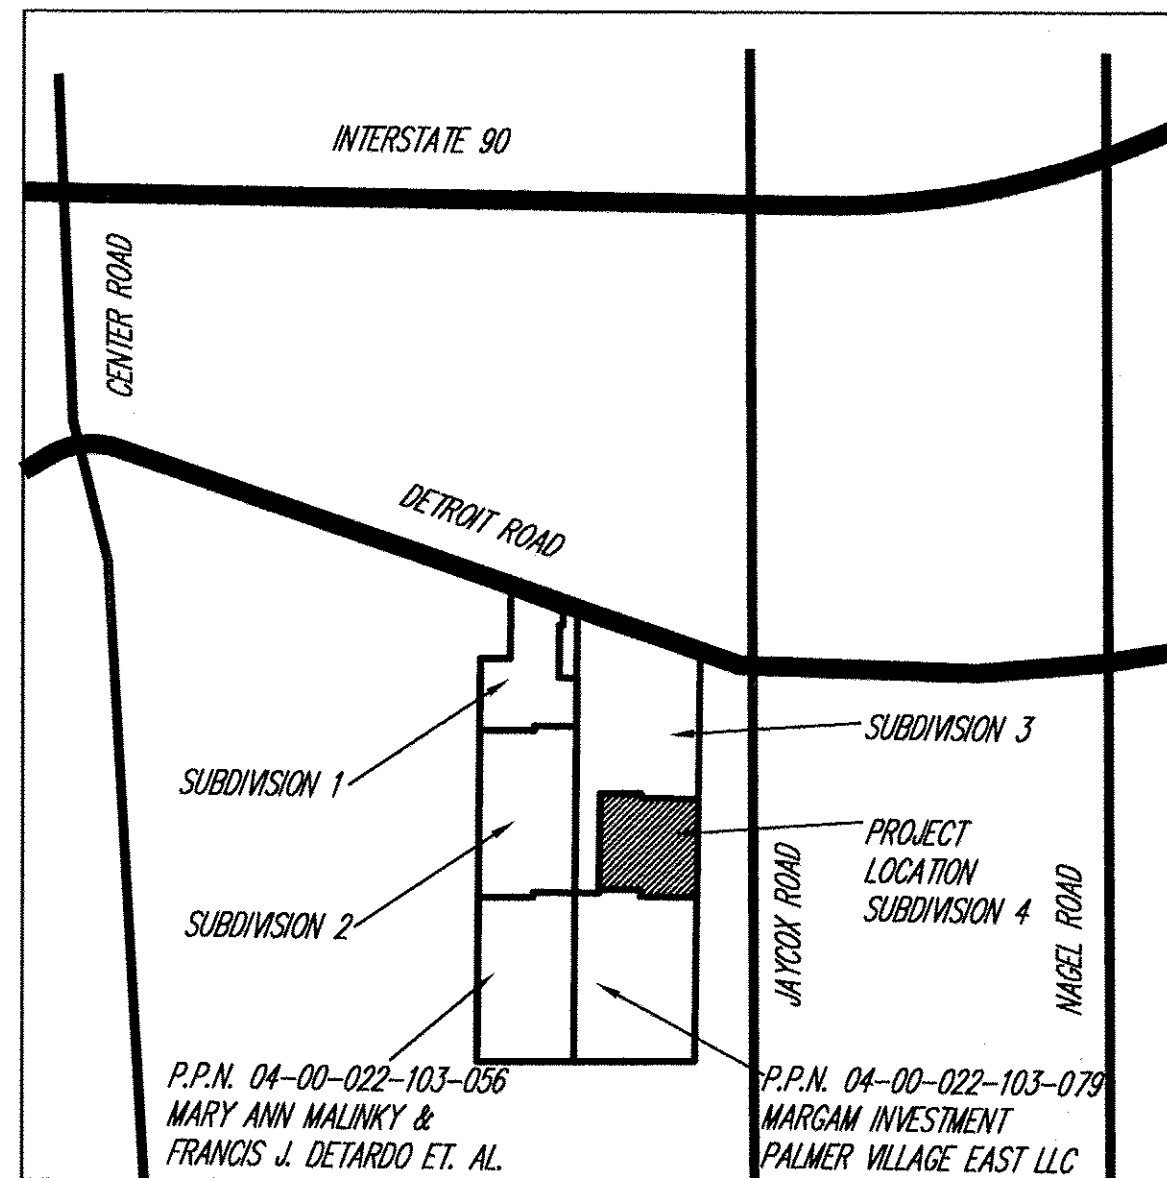 INTERSTATE 90
CENTER ROAD
DETROIT ROAD
SUBDIVISION 1
SUBDIVISION 3
SUBDIVISION 2
PROJECT
LOCATION
SUBDIVISION 4
JAYCOX ROAD
NAGEL ROAD
P.P.N. 04-00-022-103-056
MARY ANN MALINKY &
FRANCIS J. DETARDO ET. AL.
P.P.N. 04-00-022-103-079
MARGAM INVESTMENT
PALMER VILLAGE EAST LLC